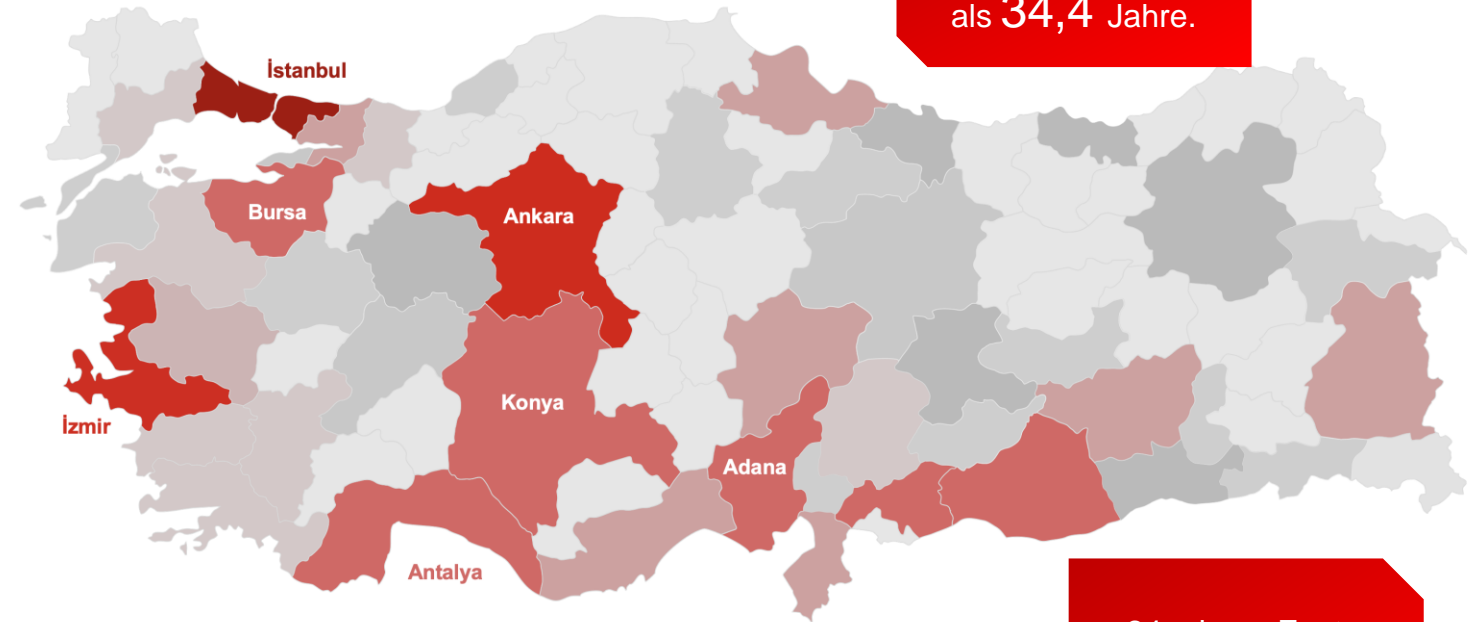 als 34,4 Jahre.
İstanbul
Bursa
Ankara
Konya
İzmir
Adana
Antalya